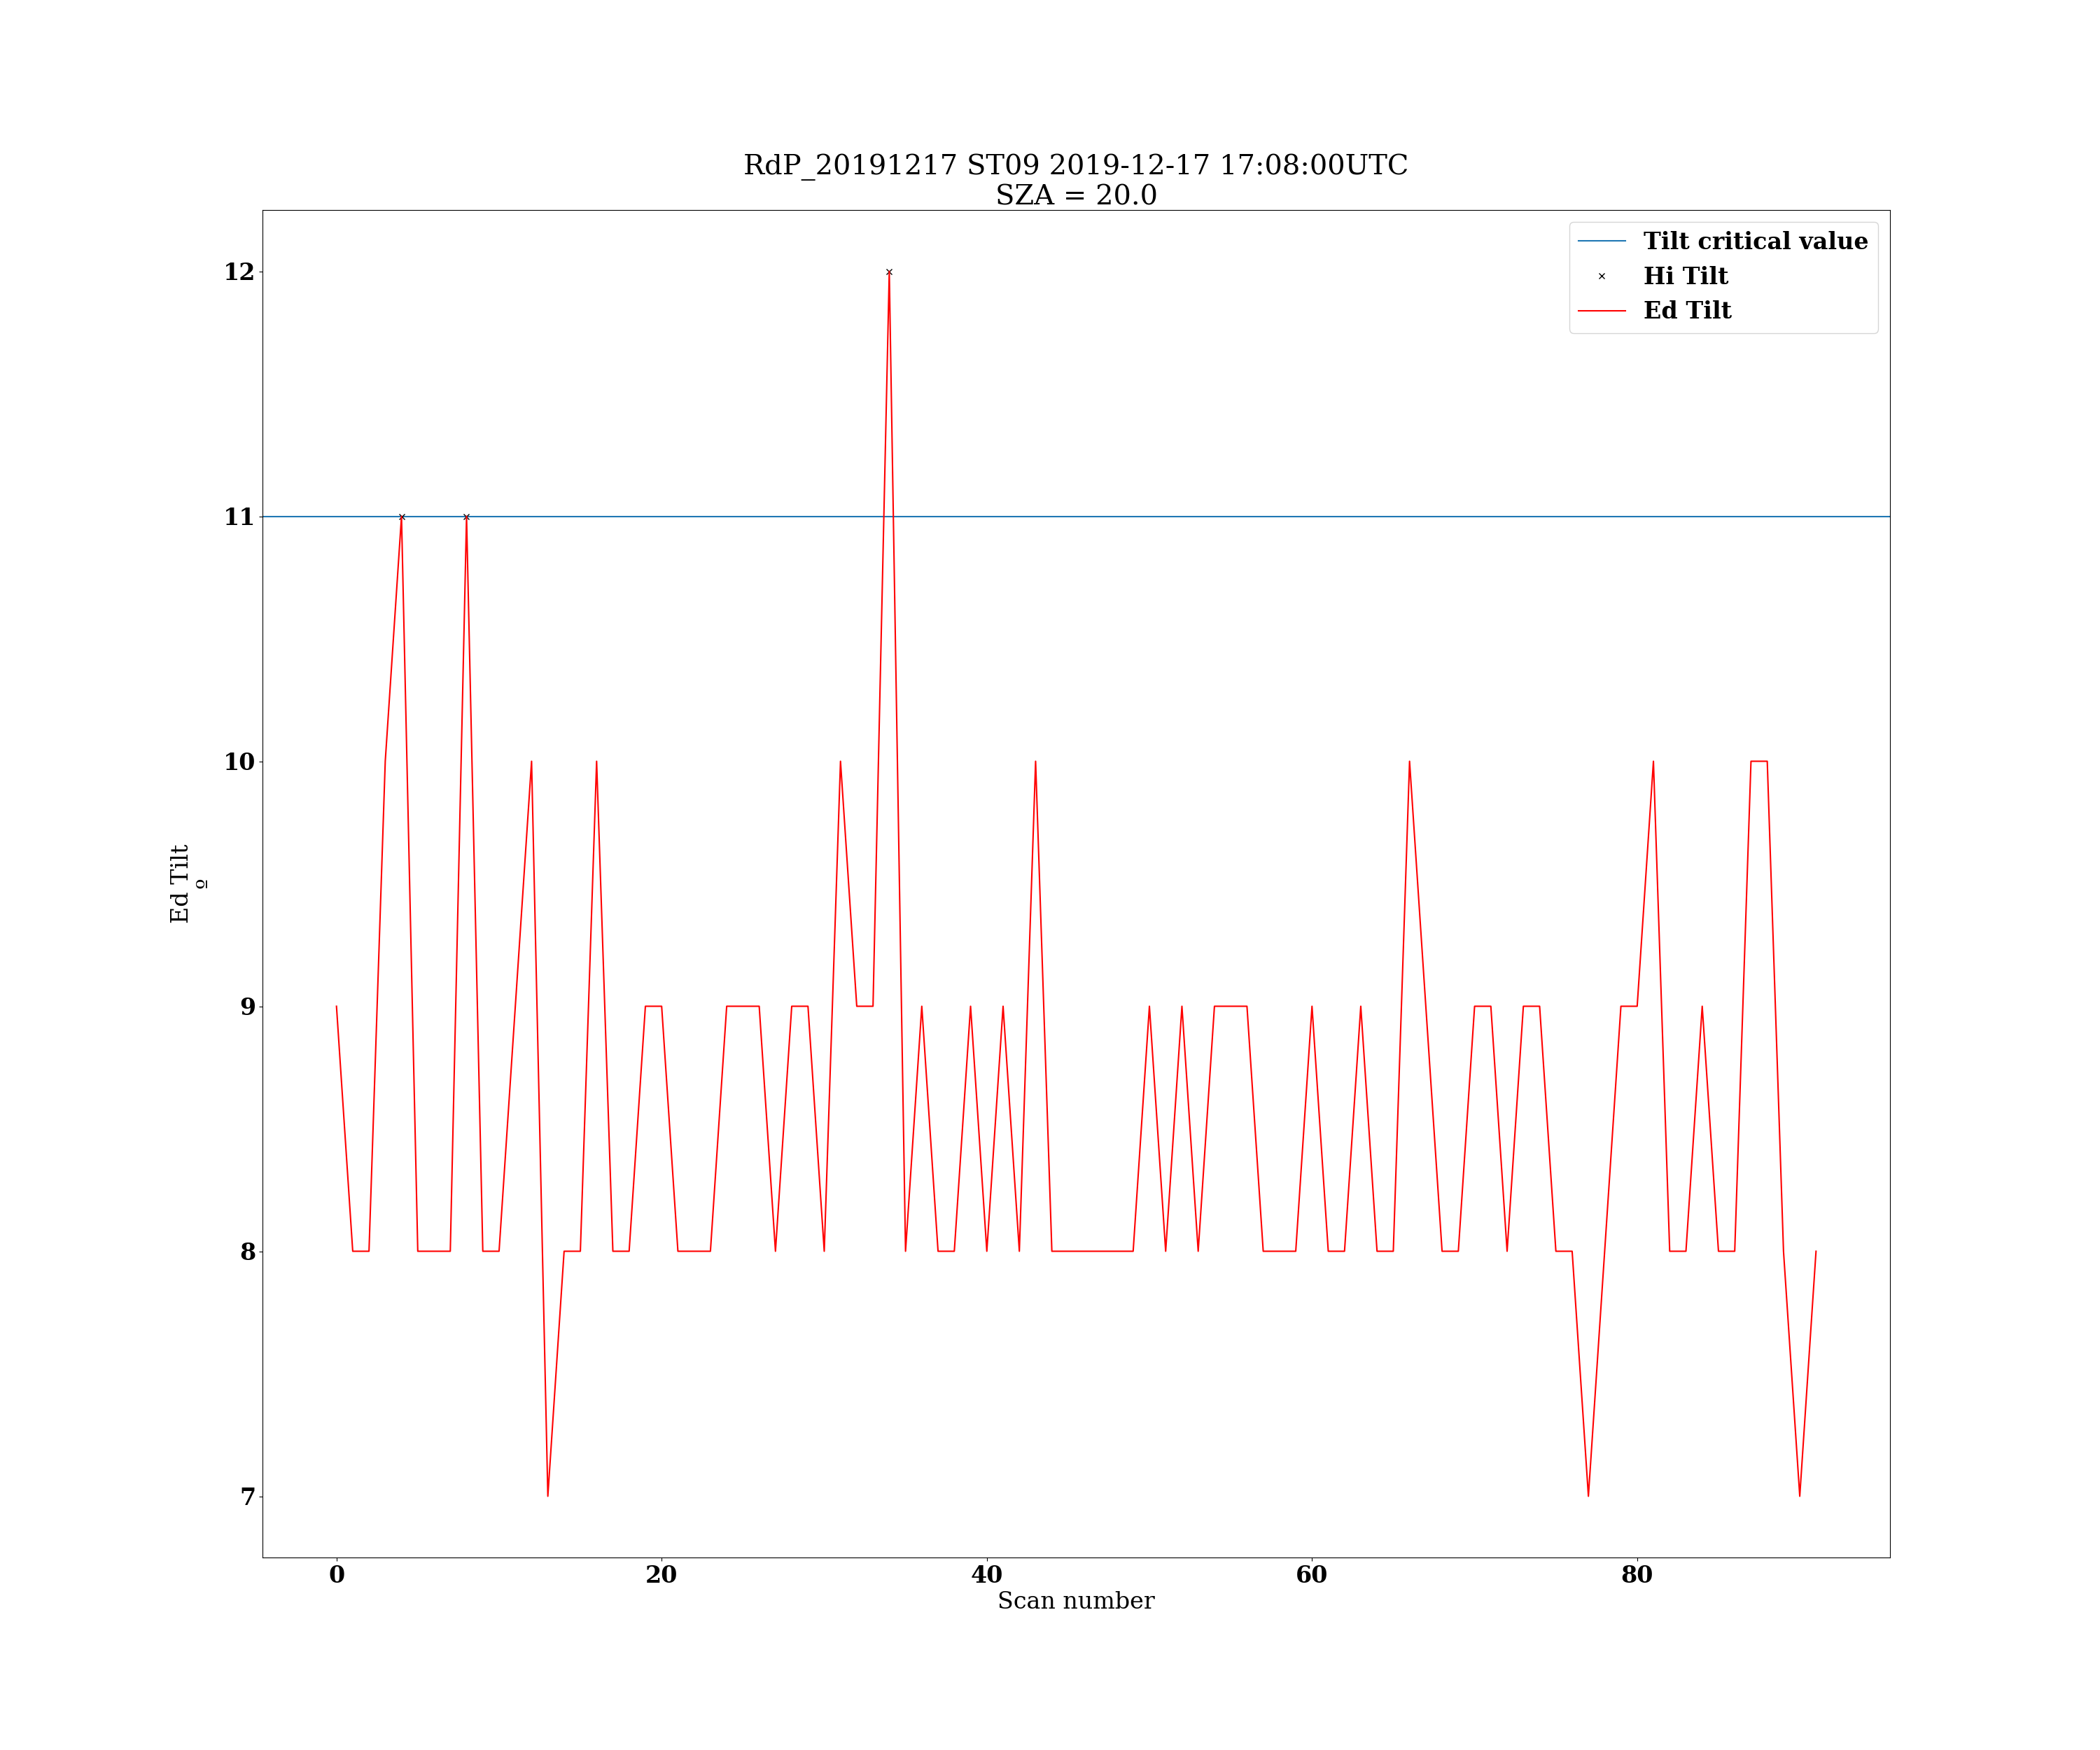 RdP_20191217 ST09 2019-12-17 17:08:00UTC
SZA = 20.0
Tilt critical value
Hi Tilt
Ed Tilt
12
11
10
9
8
7
Ed Tilt
º
0 20 40 60 80
Scan number